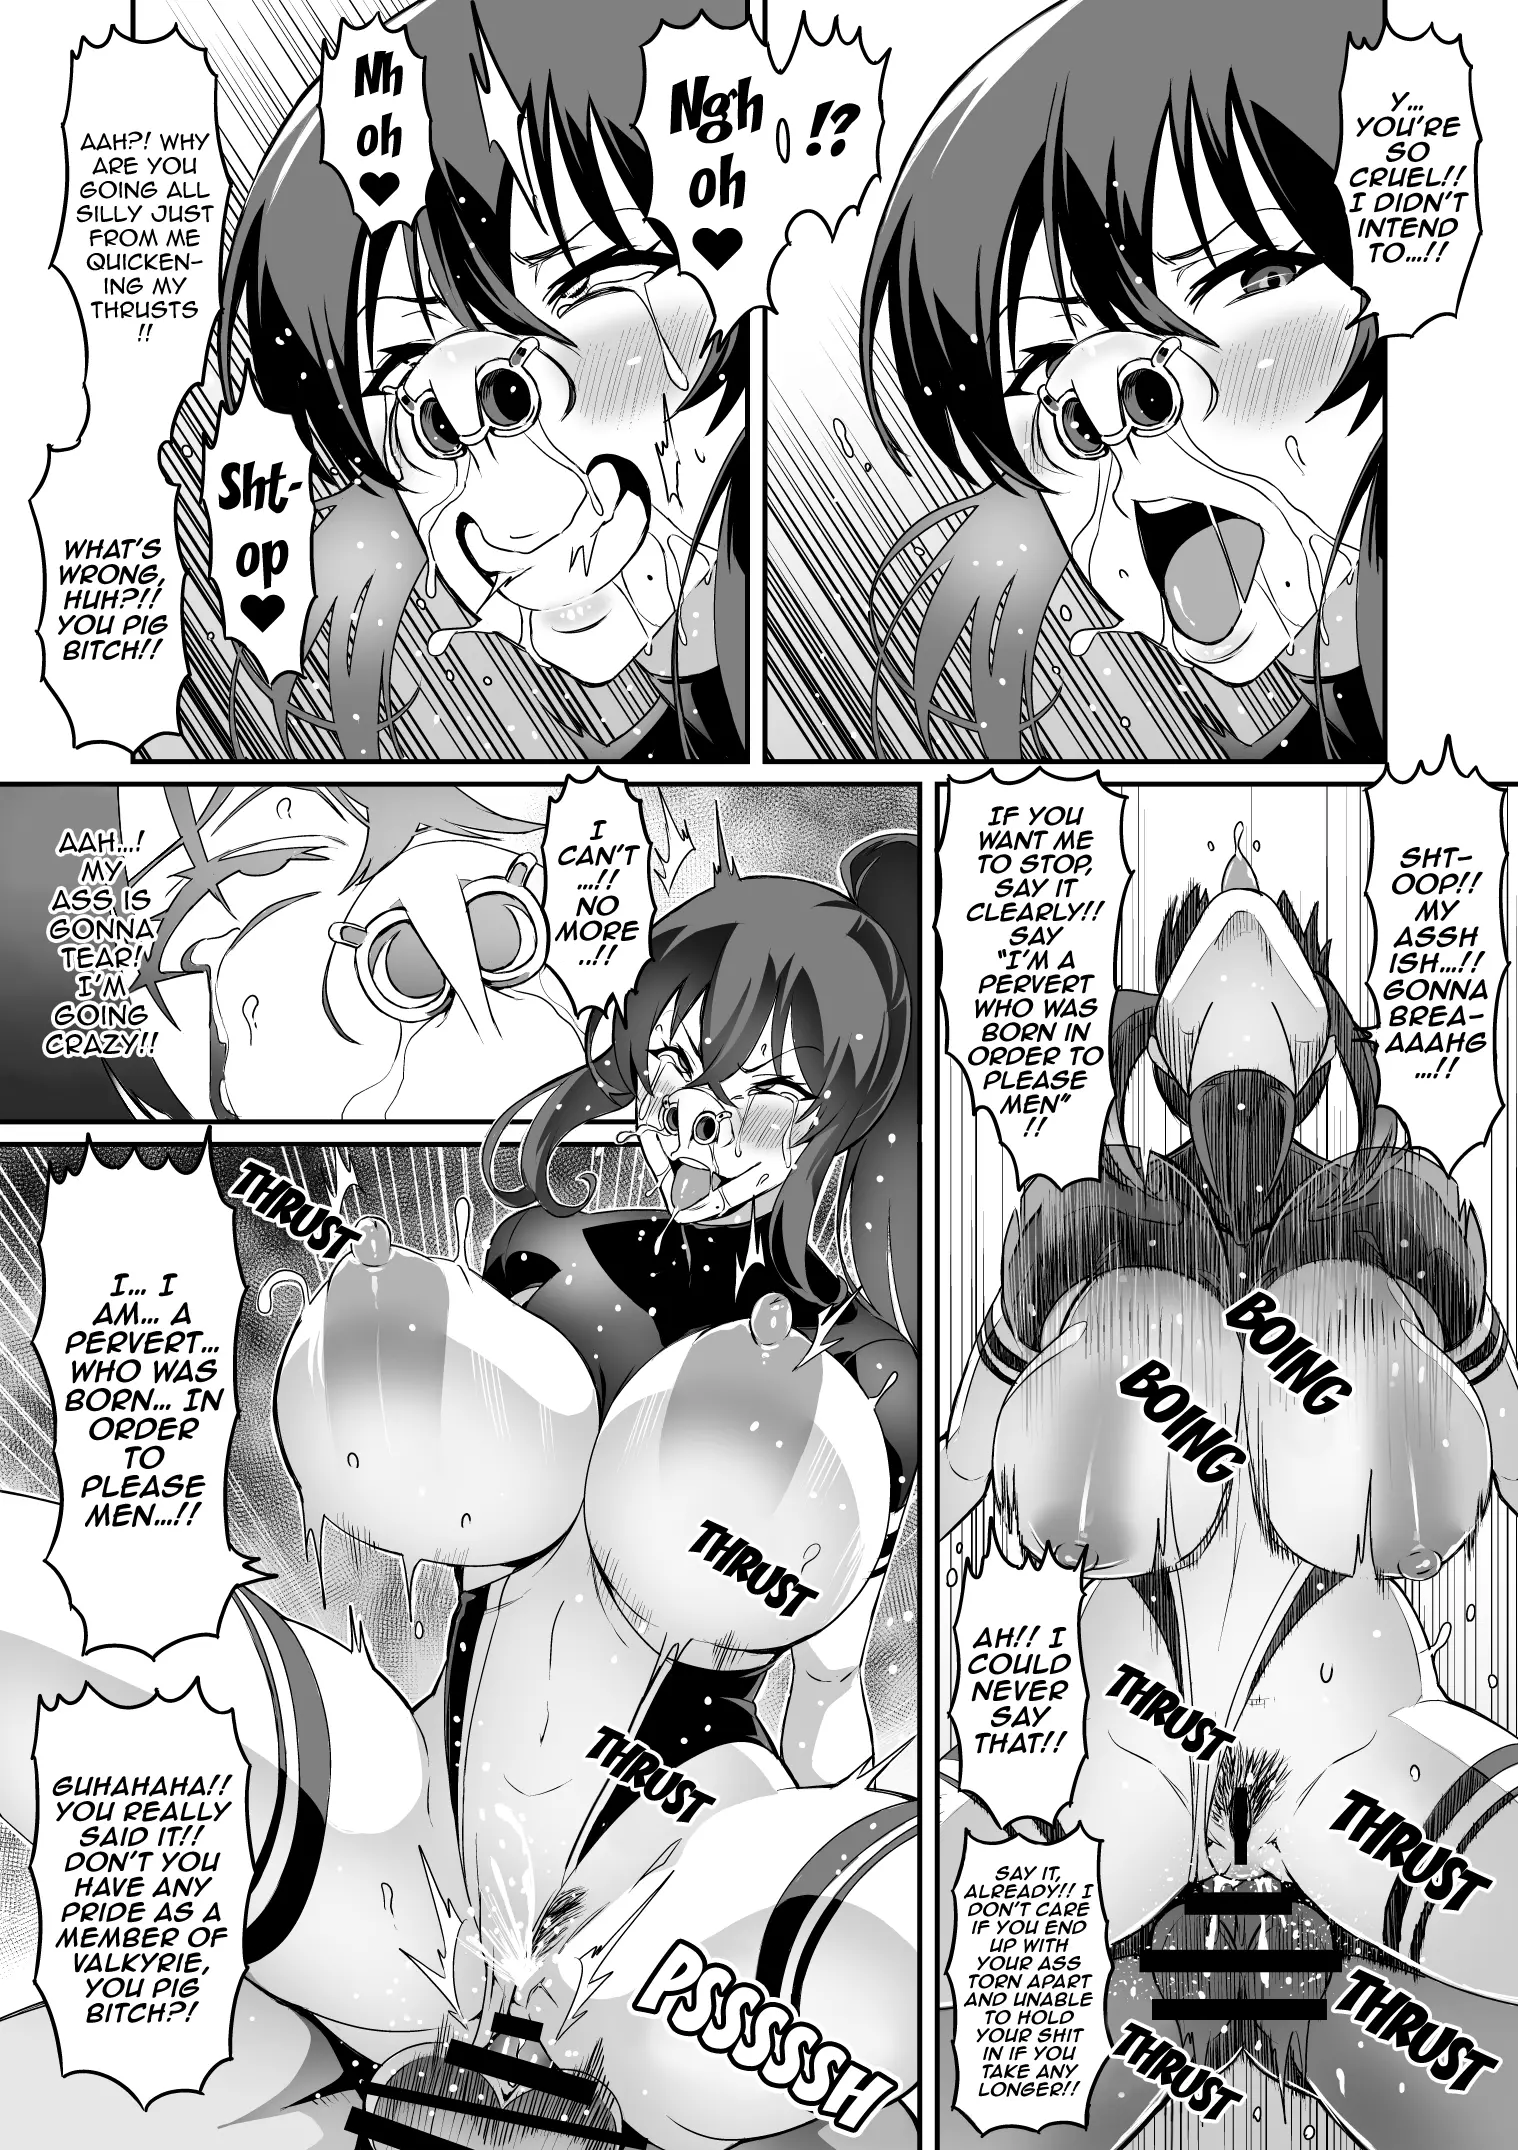 Y...
YOU'RE
SO
CRUEL!!
I DIDN'T
INTEND
TO...!!
!?
Ngh
oh
♥
Nh
oh
♥
AAH?! WHY
ARE YOU
GOING ALL
SILLY JUST
FROM ME
QUICKEN-
ING MY
THRUSTS
!!
Sht-
op
♥
WHAT'S
WRONG,
HUH?!!
YOU PIG
BITCH!!
SHT-
OOP!!
MY
ASSH
ISH...!!
GONNA
BREA-
AAAHG
...!!
IF YOU
WANT ME
TO STOP,
SAY IT
CLEARLY!!
SAY
"I'M A
PERVERT
WHO WAS
BORN IN
ORDER TO
PLEASE
MEN"
!!
BOING
BOING
AH!! I
COULD
NEVER
SAY
THAT!!
THRUST
THRUST
THRUST
THRUST
SAY IT,
ALREADY!! I
DON'T CARE
IF YOU END
UP WITH
YOUR ASS
TORN APART
AND UNABLE
TO HOLD
YOUR SHIT
IN IF YOU
TAKE ANY
LONGER!!
I
CAN'T
...!!
NO
MORE
...!!
AAH...!
MY
ASS IS
GONNA
TEAR!
I'M
GOING
CRAZY!!
THRUST
THRUST
THRUST
I... I
AM... A
PERVERT...
WHO WAS
BORN... IN
ORDER
TO
PLEASE
MEN...!!
PSSSSSH
GUHAHAHA!!
YOU REALLY
SAID IT!!
DON'T YOU
HAVE ANY
PRIDE AS A
MEMBER OF
VALKYRIE,
YOU PIG
BITCH?!